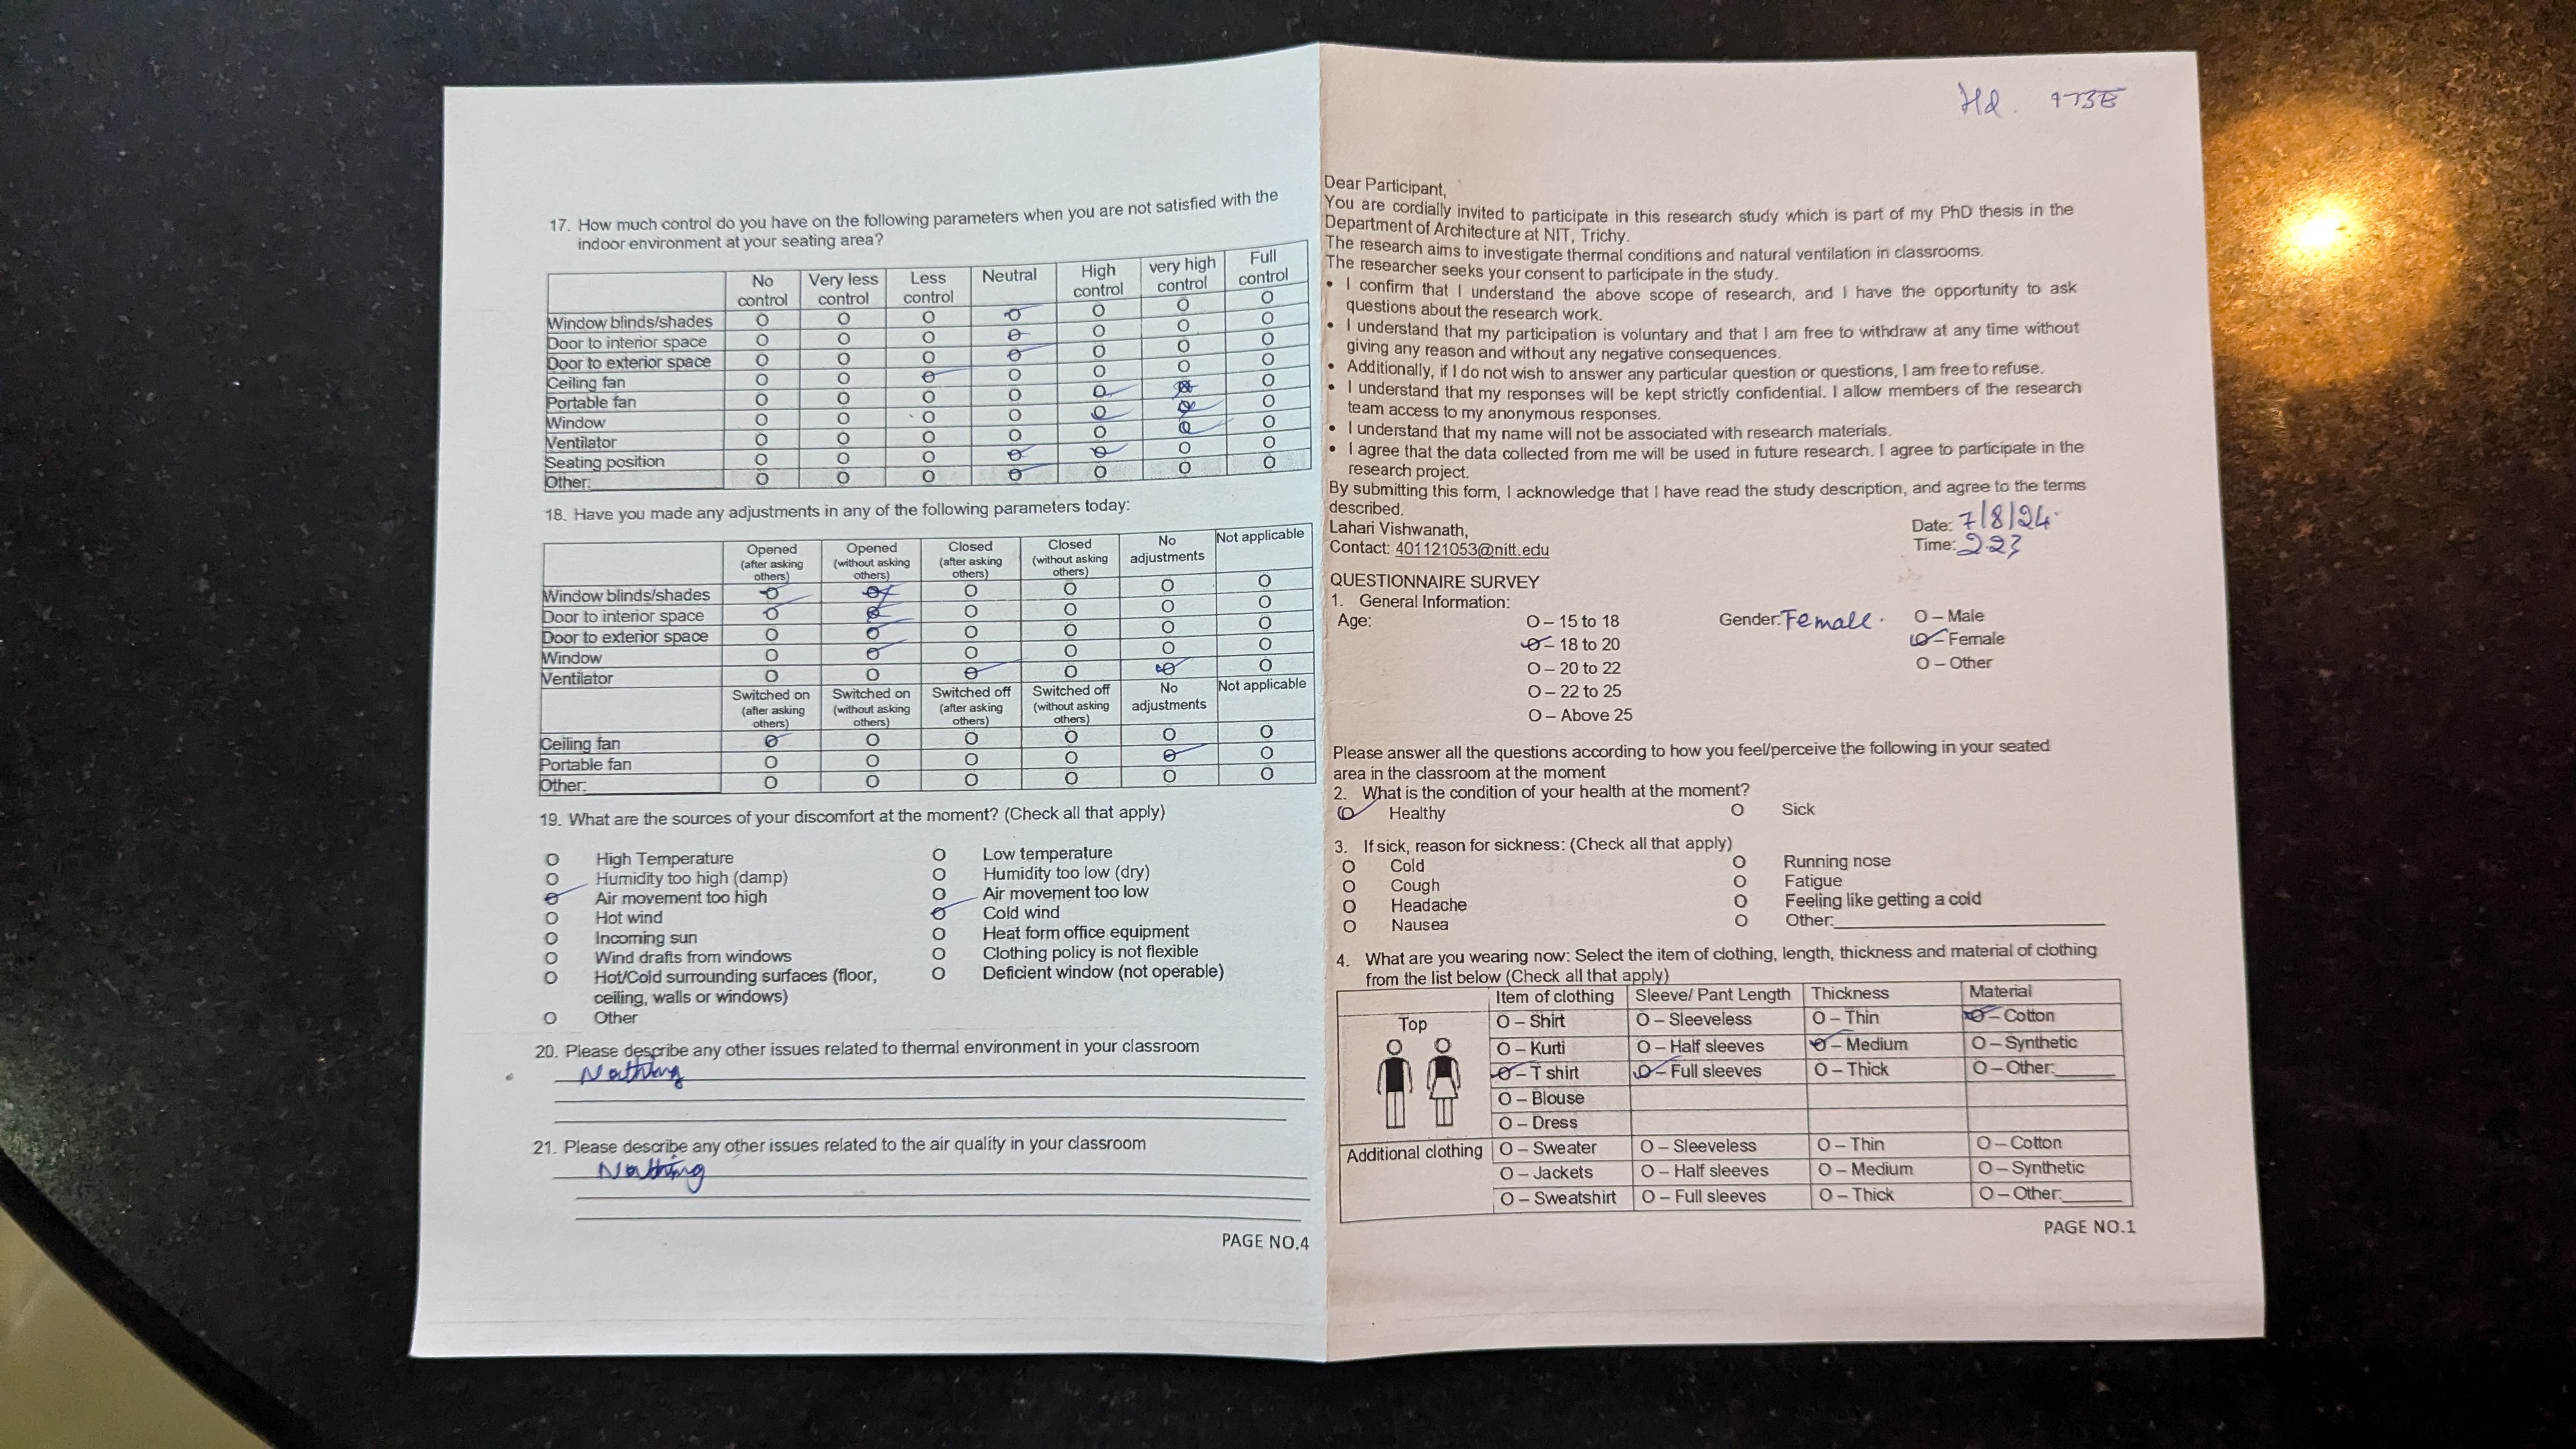 17. How much control do you have on the following parameters when you are not satisfied with the
indoor environment at your seating area?
No control Very less control Less control Neutral High control very high control Full control
Window blinds/shades O O O O O O O
Door to interior space O O O O O O O
Door to exterior space O O O O O O O
Ceiling fan O O O O O O O
Portable fan O O O O O O O
Window O O O O O O O
Ventilator O O O O O O O
Seating position O O O O O O O
Other: O O O O O O O
18. Have you made any adjustments in any of the following parameters today:
Opened (after asking others) Opened (without asking others) Closed (after asking others) Closed (without asking others) No adjustments Not applicable
Window blinds/shades O O O O O O
Door to interior space O O O O O O
Door to exterior space O O O O O O
Window O O O O O O
Ventilator O O O O O O
Switched on (after asking others) Switched on (without asking others) Switched off (after asking others) Switched off (without asking others) No adjustments Not applicable
Ceiling fan O O O O O O
Portable fan O O O O O O
Other: O O O O O O
19. What are the sources of your discomfort at the moment? (Check all that apply)
O High Temperature O Low temperature
O Humidity too high (damp) O Humidity too low (dry)
O Air movement too high O Air movement too low
O Hot wind O Cold wind
O Incoming sun O Heat form office equipment
O Wind drafts from windows O Clothing policy is not flexible
O Hot/Cold surrounding surfaces (floor, O Deficient window (not operable)
ceiling, walls or windows)
O Other
20. Please describe any other issues related to thermal environment in your classroom
Nothing
21. Please describe any other issues related to the air quality in your classroom
Nothing
PAGE NO.4
Dear Participant,
You are cordially invited to participate in this research study which is part of my PhD thesis in the
Department of Architecture at NIT, Trichy.
The research aims to investigate thermal conditions and natural ventilation in classrooms.
The researcher seeks your consent to participate in the study.
• I confirm that I understand the above scope of research, and I have the opportunity to ask
questions about the research work.
• I understand that my participation is voluntary and that I am free to withdraw at any time without
giving any reason and without any negative consequences.
• Additionally, if I do not wish to answer any particular question or questions, I am free to refuse.
• I understand that my responses will be kept strictly confidential. I allow members of the research
team access to my anonymous responses.
• I understand that my name will not be associated with research materials.
• I agree that the data collected from me will be used in future research. I agree to participate in the
research project.
By submitting this form, I acknowledge that I have read the study description, and agree to the terms
described.
Lahari Vishwanath, Date: 7/8/24
Contact: 401121053@nitt.edu Time: 2.23
QUESTIONNAIRE SURVEY
1. General Information:
Age: O – 15 to 18 Gender: Female. O – Male
O – 18 to 20 O – Female
O – 20 to 22 O – Other
O – 22 to 25
O – Above 25
Please answer all the questions according to how you feel/perceive the following in your seated
area in the classroom at the moment
2. What is the condition of your health at the moment?
O Healthy O Sick
3. If sick, reason for sickness: (Check all that apply)
O Cold O Running nose
O Cough O Fatigue
O Headache O Feeling like getting a cold
O Nausea O Other:
4. What are you wearing now: Select the item of clothing, length, thickness and material of clothing
from the list below (Check all that apply)
Item of clothing Sleeve/ Pant Length Thickness Material
Top O – Shirt O – Sleeveless O – Thin O – Cotton
O – Kurti O – Half sleeves O – Medium O – Synthetic
O – T shirt O – Full sleeves O – Thick O – Other:
O – Blouse
O – Dress
Additional clothing O – Sweater O – Sleeveless O – Thin O – Cotton
O – Jackets O – Half sleeves O – Medium O – Synthetic
O – Sweatshirt O – Full sleeves O – Thick O – Other:
PAGE NO.1